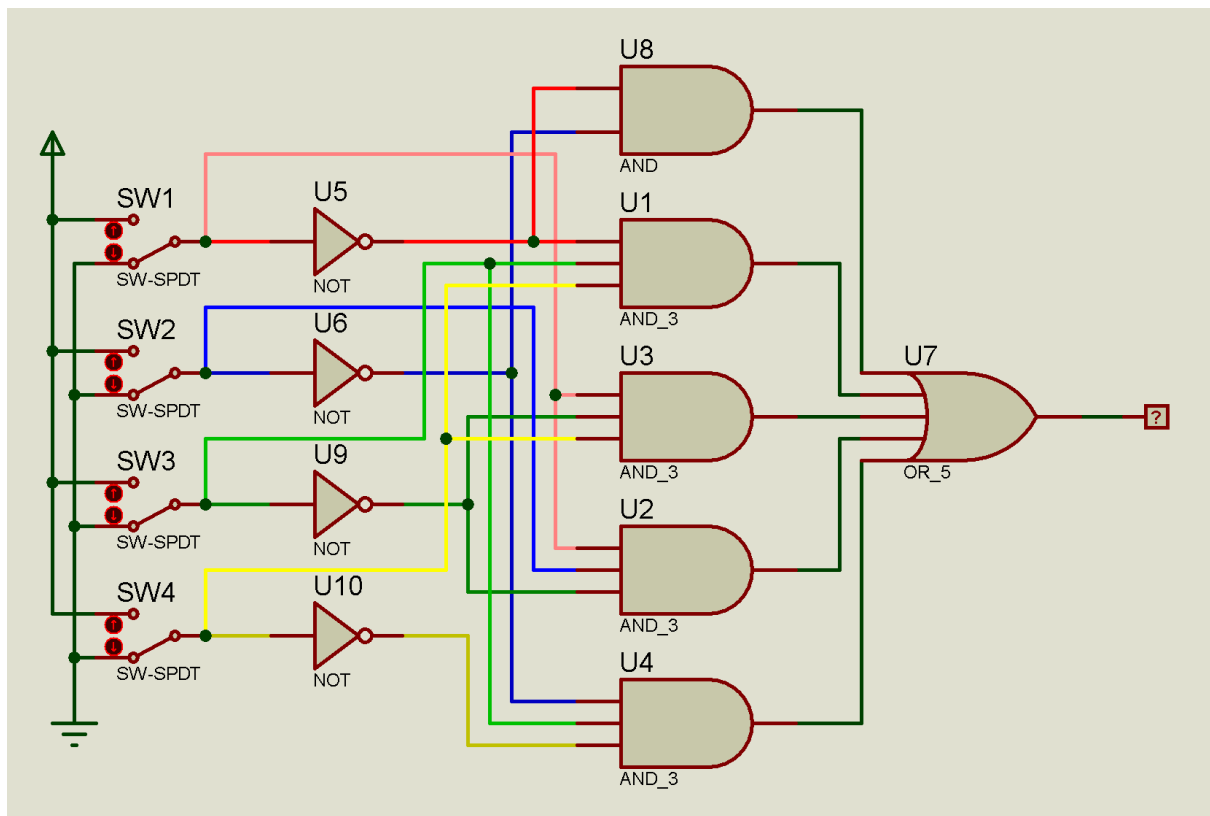 U8
AND
SW1
SW-SPDT
U5
NOT
U1
AND_3
SW2
SW-SPDT
U6
NOT
U3
AND_3
U7
OR_5
?
SW3
SW-SPDT
U9
NOT
U2
AND_3
SW4
SW-SPDT
U10
NOT
U4
AND_3